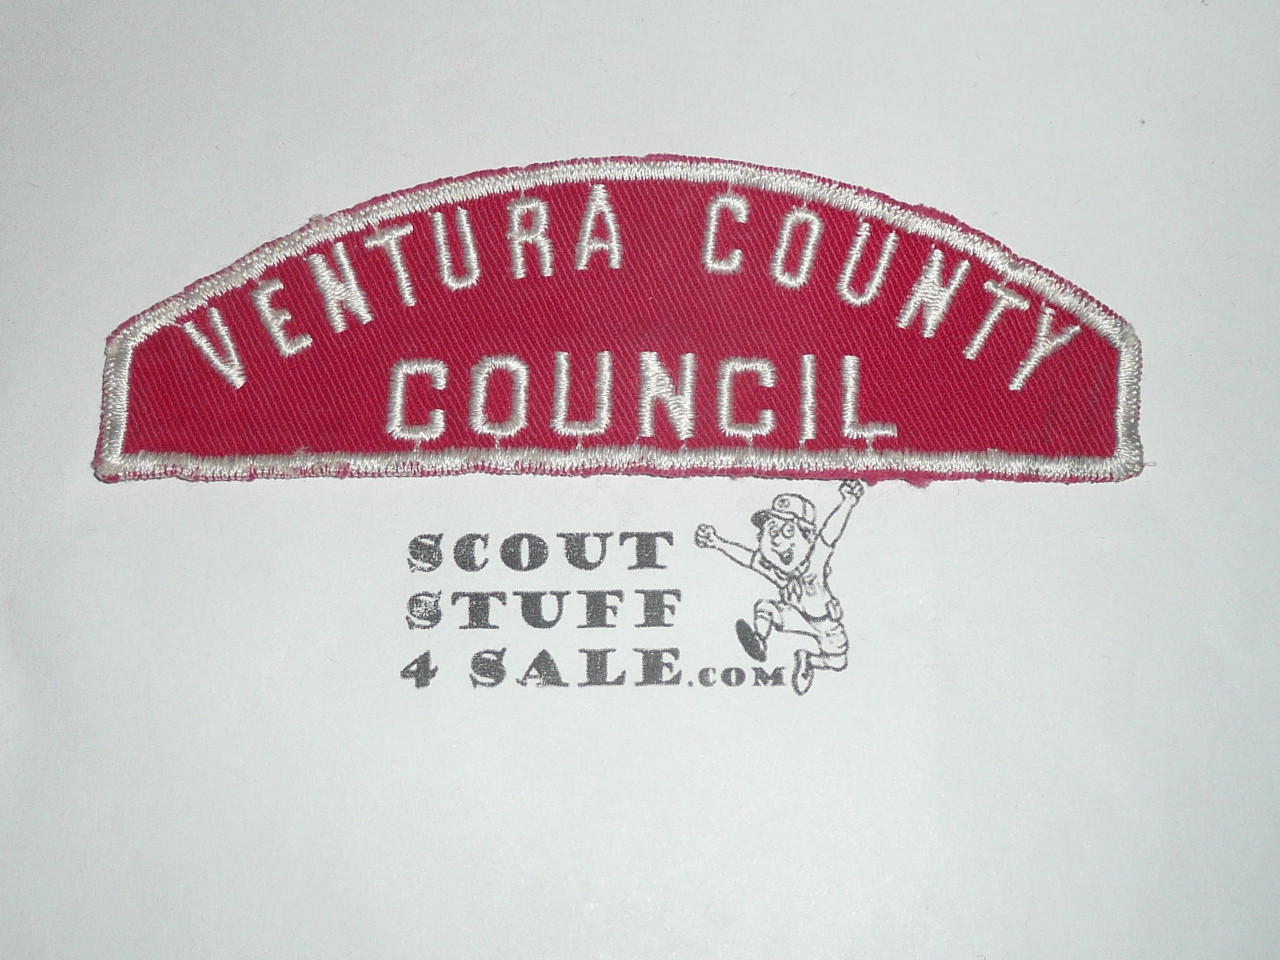 VENTURA COUNTY
COUNCIL
SCOUT
STUFF
4 SALE.COM